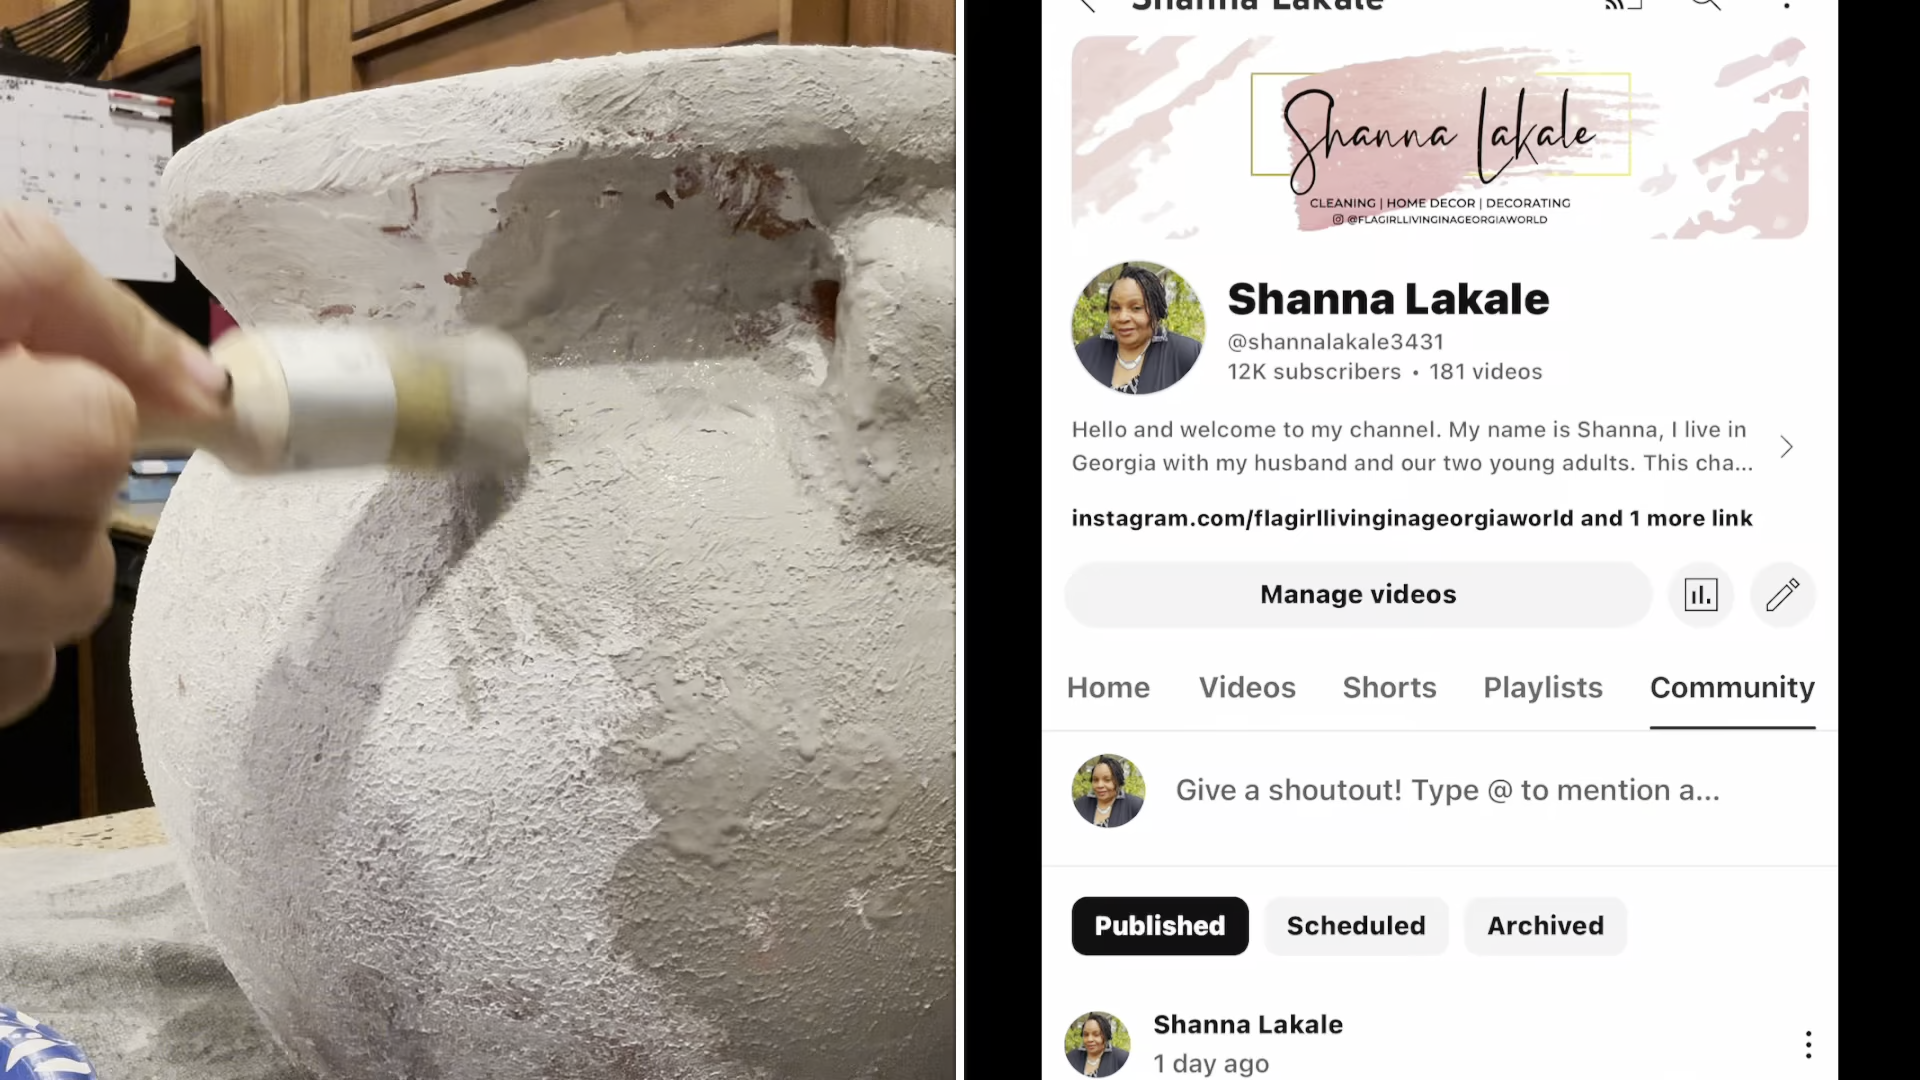 Shanna Lakale
Shanna Lakale
CLEANING | HOME DECOR | DECORATING
@FLAGIRLLIVINGINAGEORGIAWORLD
Shanna Lakale
@shannalakale3431
12K subscribers • 181 videos
Hello and welcome to my channel. My name is Shanna, I live in
Georgia with my husband and our two young adults. This cha...
instagram.com/flagirllivinginageorgiaworld and 1 more link
Manage videos
Home Videos Shorts Playlists Community
Give a shoutout! Type @ to mention a...
Published Scheduled Archived
Shanna Lakale
1 day ago